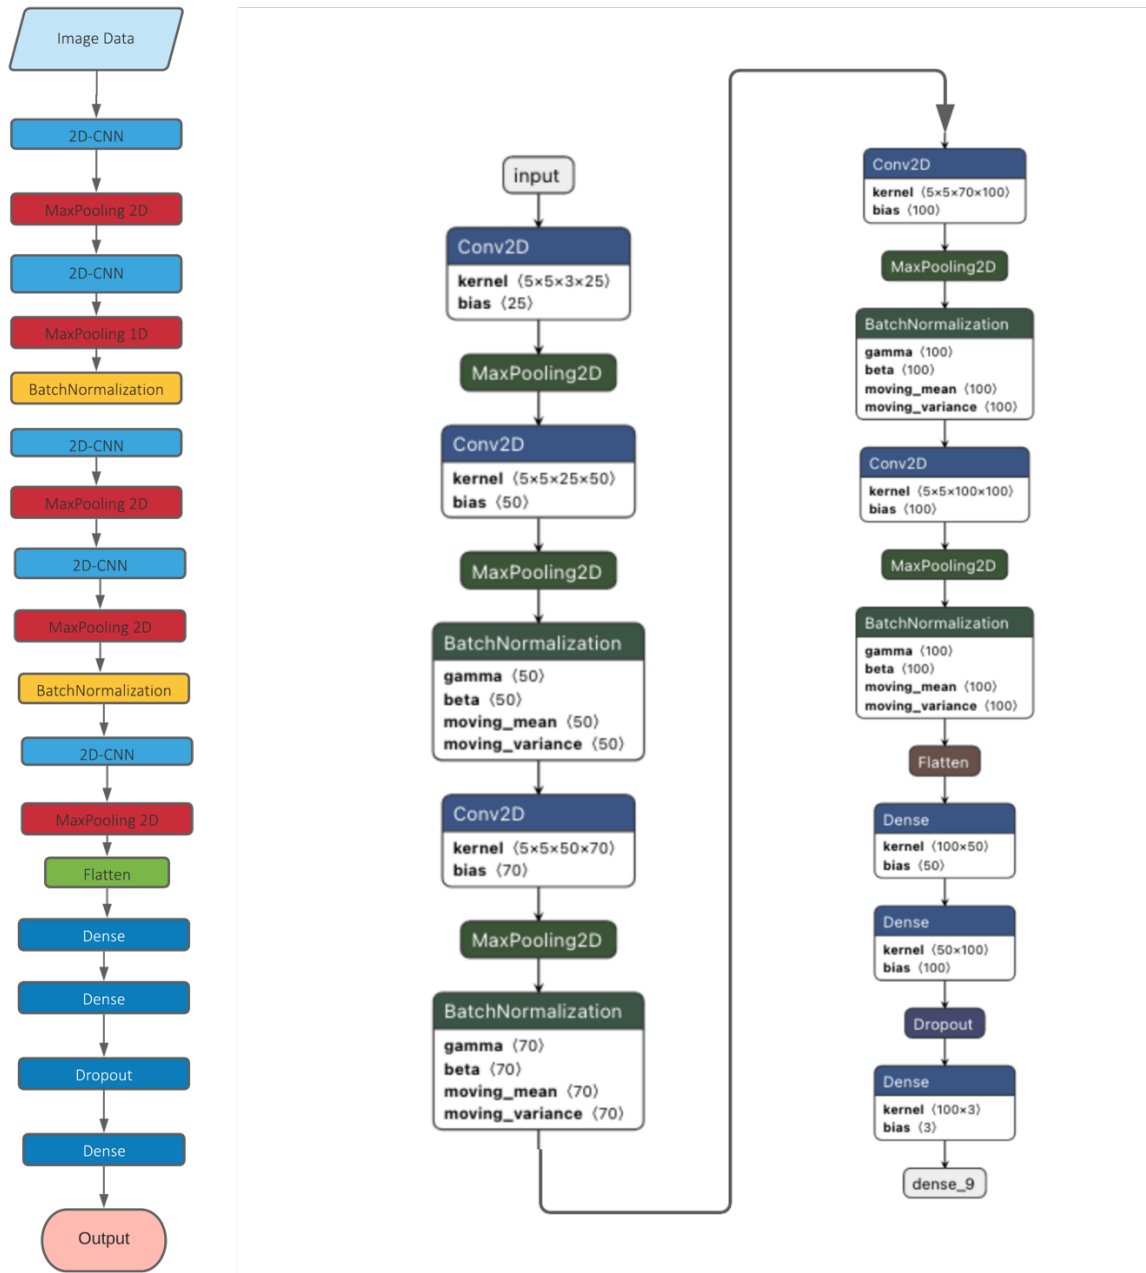 Image Data
2D-CNN
MaxPooling 2D
2D-CNN
MaxPooling 1D
BatchNormalization
2D-CNN
MaxPooling 2D
2D-CNN
MaxPooling 2D
BatchNormalization
2D-CNN
MaxPooling 2D
Flatten
Dense
Dense
Dropout
Dense
Output
input
Conv2D
kernel ⟨5×5×3×25⟩
bias ⟨25⟩
MaxPooling2D
Conv2D
kernel ⟨5×5×25×50⟩
bias ⟨50⟩
MaxPooling2D
BatchNormalization
gamma ⟨50⟩
beta ⟨50⟩
moving_mean ⟨50⟩
moving_variance ⟨50⟩
Conv2D
kernel ⟨5×5×50×70⟩
bias ⟨70⟩
MaxPooling2D
BatchNormalization
gamma ⟨70⟩
beta ⟨70⟩
moving_mean ⟨70⟩
moving_variance ⟨70⟩
Conv2D
kernel ⟨5×5×70×100⟩
bias ⟨100⟩
MaxPooling2D
BatchNormalization
gamma ⟨100⟩
beta ⟨100⟩
moving_mean ⟨100⟩
moving_variance ⟨100⟩
Conv2D
kernel ⟨5×5×100×100⟩
bias ⟨100⟩
MaxPooling2D
BatchNormalization
gamma ⟨100⟩
beta ⟨100⟩
moving_mean ⟨100⟩
moving_variance ⟨100⟩
Flatten
Dense
kernel ⟨100×50⟩
bias ⟨50⟩
Dense
kernel ⟨50×100⟩
bias ⟨100⟩
Dropout
Dense
kernel ⟨100×3⟩
bias ⟨3⟩
dense_9